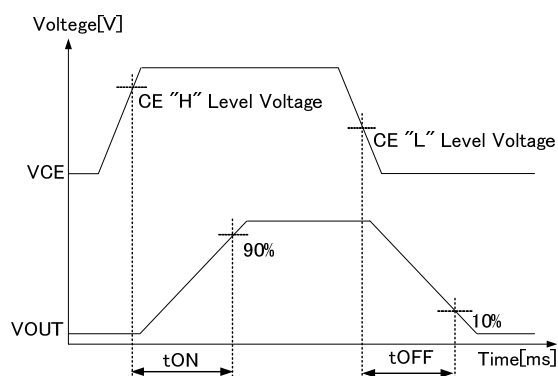 Voltege[V]
CE "H" Level Voltage
CE "L" Level Voltage
VCE
90%
10%
VOUT
tON
tOFF
Time[ms]